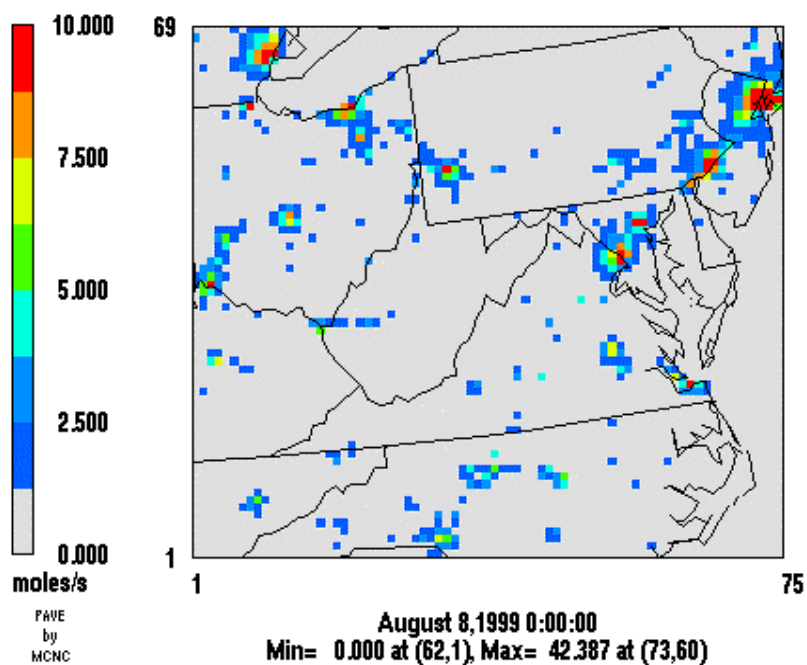 10.000
7.500
5.000
2.500
0.000
moles/s
PAVE
by
MCNC
69
1
1
75
August 8,1999 0:00:00
Min= 0.000 at (62,1), Max= 42.387 at (73,60)